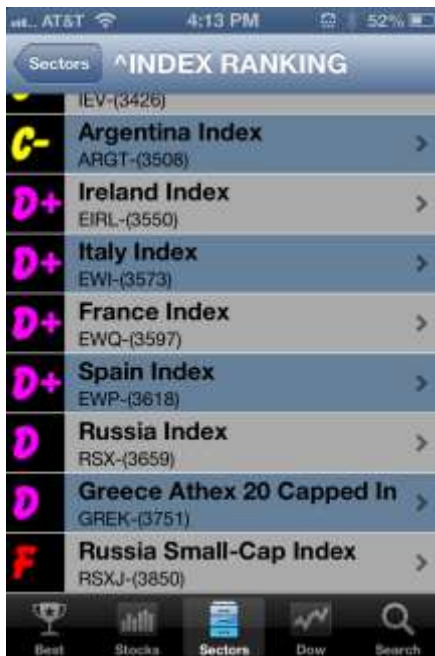 AT&T 4:13 PM 52%
Sectors ^INDEX RANKING
IEV-(3426)
C- Argentina Index
ARGT-(3508)
D+ Ireland Index
EIRL-(3550)
D+ Italy Index
EWI-(3573)
D+ France Index
EWQ-(3597)
D+ Spain Index
EWP-(3618)
D Russia Index
RSX-(3659)
D Greece Athex 20 Capped In
GREK-(3751)
F Russia Small-Cap Index
RSXJ-(3850)
Best Stocks Sectors Dow Search